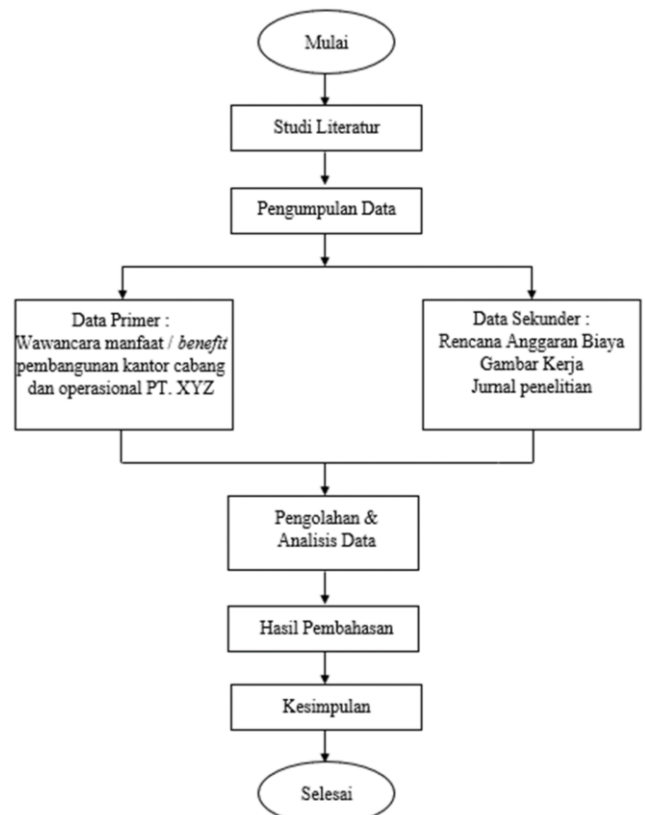 Mulai
Studi Literatur
Pengumpulan Data
Data Primer :
Wawancara manfaat / benefit
pembangunan kantor cabang
dan operasional PT. XYZ
Data Sekunder :
Rencana Anggaran Biaya
Gambar Kerja
Jurnal penelitian
Pengolahan &
Analisis Data
Hasil Pembahasan
Kesimpulan
Selesai